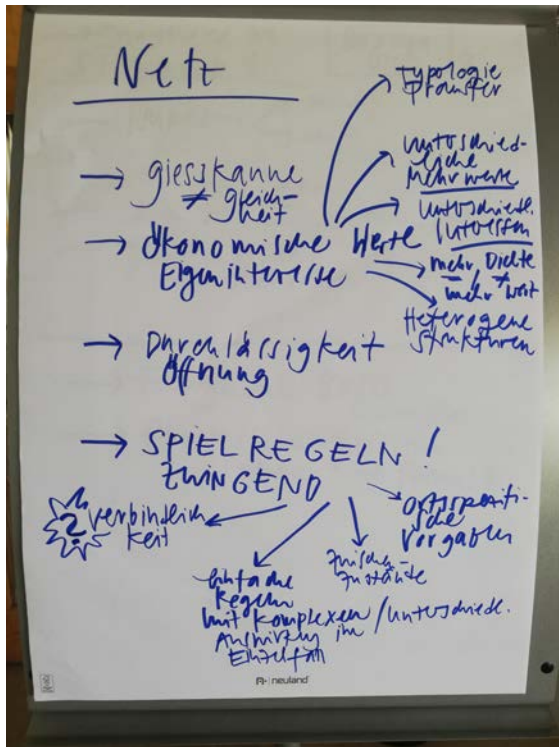 Netz
Typologie
Transfer
→ giesskanne
≠ gleich-
heit
unterschied-
liche
Mehrwerte
unterschiedl.
Interessen
→ ökonomische Werte
Eigeninteresse
mehr Dichte
≠
mehr Wert
Heterogene
Strukturen
→ Durchlässigkeit
Öffnung
→ SPIELREGELN!
ZWINGEND
? verbindlich
keit
ortsspezifi-
sche
Vorgaben
Zwischen-
zustände
einfache
Regeln
mit komplexen / unterschiedl.
Auswirkungen im
Einzelfall
neuland